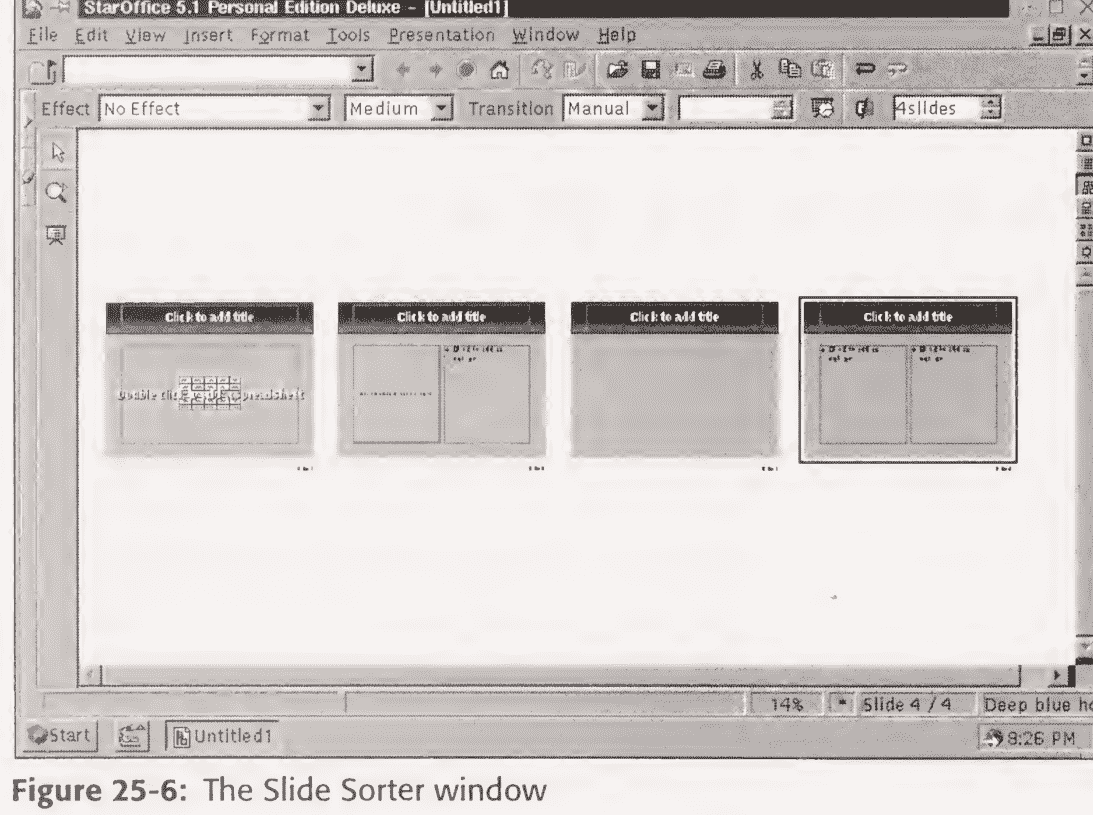 StarOffice 5.1 Personal Edition Deluxe - [Untitled1]
File Edit View Insert Format Tools Presentation Window Help
Effect No Effect Medium Transition Manual 4slides
Click to add title Click to add title Click to add title Click to add title
Double click to add spreadsheet
14% * Slide 4 / 4 Deep blue ho
Start Untitled1 8:26 PM
Figure 25-6: The Slide Sorter window